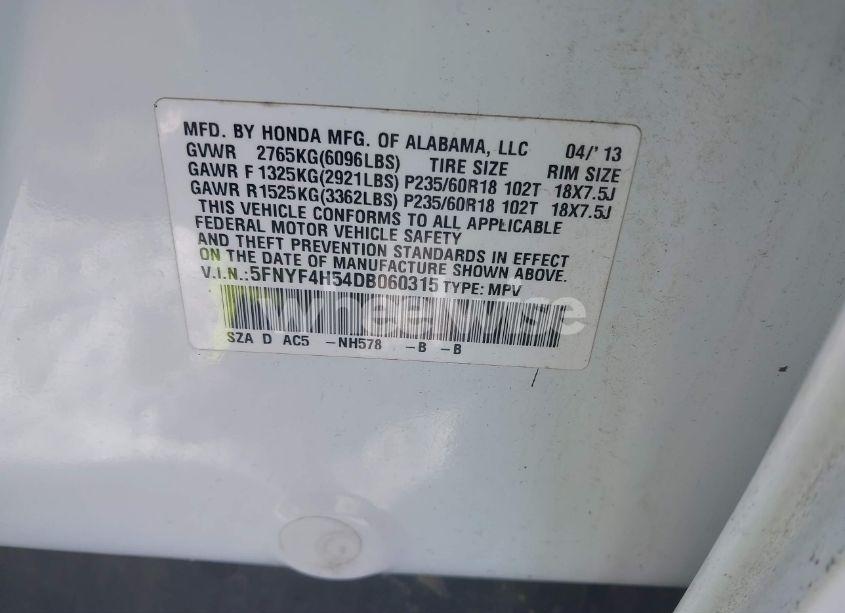 MFD. BY HONDA MFG. OF ALABAMA, LLC 04/' 13
GVWR 2765KG(6096LBS) TIRE SIZE RIM SIZE
GAWR F 1325KG(2921LBS) P235/60R18 102T 18X7.5J
GAWR R1525KG(3362LBS) P235/60R18 102T 18X7.5J
THIS VEHICLE CONFORMS TO ALL APPLICABLE
FEDERAL MOTOR VEHICLE SAFETY
AND THEFT PREVENTION STANDARDS IN EFFECT
ON THE DATE OF MANUFACTURE SHOWN ABOVE.
V.I.N.:5FNYF4H54DB060315 TYPE: MPV
wheelwise
SZA D AC5 -NH578 -B -B